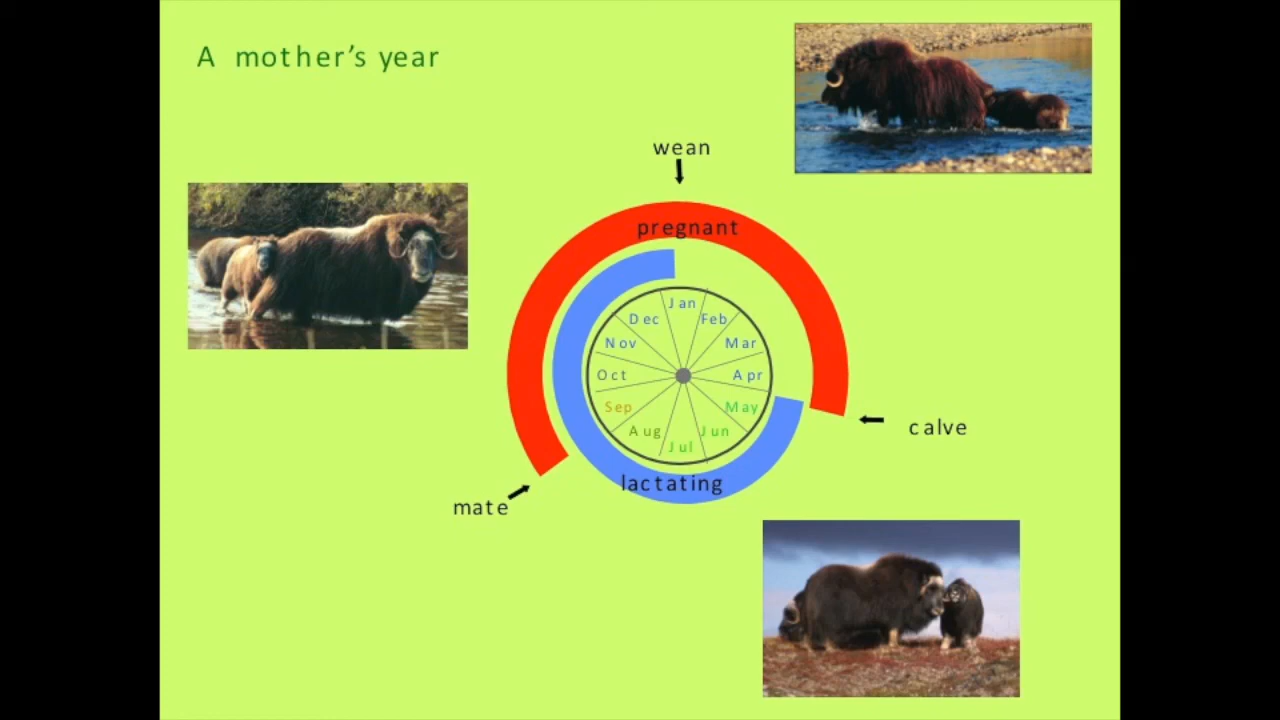 A mother’s year
wean
pregnant
Jan
Feb
Mar
Apr
May
Jun
Jul
Aug
Sep
Oct
Nov
Dec
calve
lactating
mate